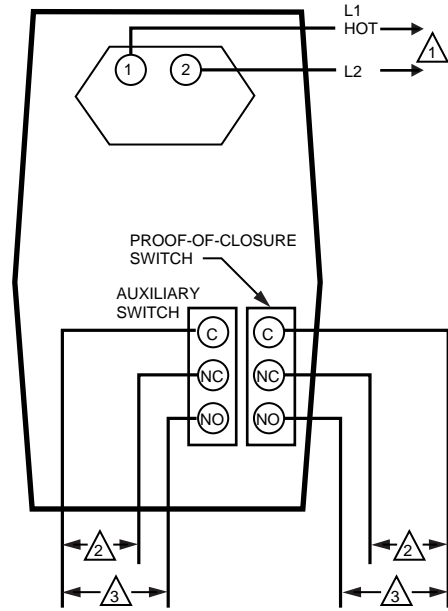 L1
HOT
1
1
2
L2
PROOF-OF-CLOSURE
SWITCH
AUXILIARY
SWITCH
C
C
NC
NC
NO
NO
2
2
3
3